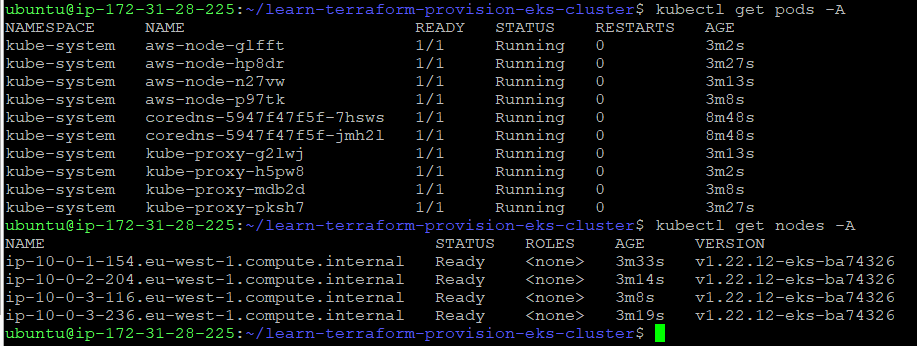 ubuntu@ip-172-31-28-225:~/learn-terraform-provision-eks-cluster$ kubectl get pods -A
NAMESPACE     NAME                       READY   STATUS    RESTARTS   AGE
kube-system   aws-node-glfft             1/1     Running   0          3m2s
kube-system   aws-node-hp8dr             1/1     Running   0          3m27s
kube-system   aws-node-n27vw             1/1     Running   0          3m13s
kube-system   aws-node-p97tk             1/1     Running   0          3m8s
kube-system   coredns-5947f47f5f-7hsws   1/1     Running   0          8m48s
kube-system   coredns-5947f47f5f-jmh2l   1/1     Running   0          8m48s
kube-system   kube-proxy-g2lwj           1/1     Running   0          3m13s
kube-system   kube-proxy-h5pw8           1/1     Running   0          3m2s
kube-system   kube-proxy-mdb2d           1/1     Running   0          3m8s
kube-system   kube-proxy-pksh7           1/1     Running   0          3m27s
ubuntu@ip-172-31-28-225:~/learn-terraform-provision-eks-cluster$ kubectl get nodes -A
NAME                                       STATUS   ROLES    AGE     VERSION
ip-10-0-1-154.eu-west-1.compute.internal   Ready    <none>   3m33s   v1.22.12-eks-ba74326
ip-10-0-2-204.eu-west-1.compute.internal   Ready    <none>   3m14s   v1.22.12-eks-ba74326
ip-10-0-3-116.eu-west-1.compute.internal   Ready    <none>   3m8s    v1.22.12-eks-ba74326
ip-10-0-3-236.eu-west-1.compute.internal   Ready    <none>   3m19s   v1.22.12-eks-ba74326
ubuntu@ip-172-31-28-225:~/learn-terraform-provision-eks-cluster$